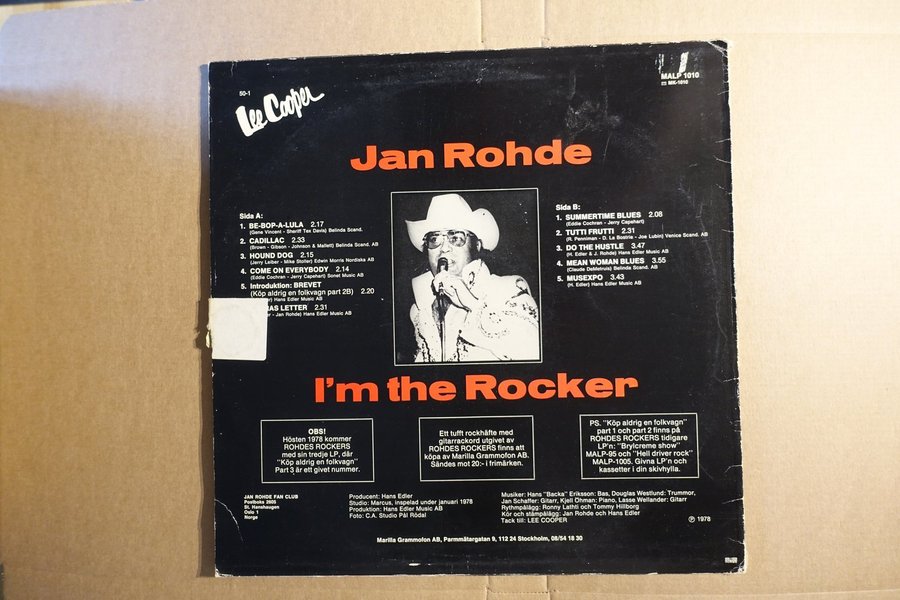 50-1
Lee Cooper
MALP 1010
MK-1010
Jan Rohde
Sida A:
1. BE-BOP-A-LULA 2.17
(Gene Vincent - Sheriff Tex Davis) Belinda Scand.
2. CADILLAC 2.33
(Brown - Gibson - Johnson & Mallett) Belinda Scand. AB
3. HOUND DOG 2.15
(Jerry Leiber - Mike Stoller) Edwin Morris Nordiska AB
4. COME ON EVERYBODY 2.14
(Eddie Cochran - Jerry Capehart) Sonet Music AB
5. Introduktion: BREVET
(Köp aldrig en folkvagn part 2B) 2.20
Hans Edler Music AB
LETTER 2.31
- Jan Rohde) Hans Edler Music AB
Sida B:
1. SUMMERTIME BLUES 2.08
(Eddie Cochran - Jerry Capehart)
2. TUTTI FRUTTI 2.31
(R. Penniman - D. La Bostrie - Joe Lubin) Venice Scand. AB
3. DO THE HUSTLE 3.47
(H. Edler & J. Rohde) Hans Edler Music AB
4. MEAN WOMAN BLUES 3.55
(Claude DeMetruis) Belinda Scand. AB
5. MUSEXPO 3.43
(H. Edler) Hans Edler Music AB
I'm the Rocker
OBS!
Hösten 1978 kommer
ROHDES ROCKERS
med sin tredje LP, där
"Köp aldrig en folkvagn"
Part 3 är ett givet nummer.
Ett tufft rockhäfte med
gitarrackord utgivet av
ROHDES ROCKERS finns att
köpa av Marilla Grammofon AB.
Sändes mot 20:- i frimärken.
PS. "Köp aldrig en folkvagn"
part 1 och part 2 finns på
ROHDES ROCKERS tidigare
LP'n: "Brylcreme show"
MALP-95 och "Hell driver rock"
MALP-1005. Givna LP'n och
kassetter i din skivhylla.
JAN ROHDE FAN CLUB
Postboks 2605
St. Hanshaugen
Oslo 1
Norge
Producent: Hans Edler
Studio: Marcus, inspelad under januari 1978
Produktion: Hans Edler Music AB
Foto: C.A. Studio Pål Rödal
Musiker: Hans "Backa" Eriksson: Bas, Douglas Westlund: Trummor,
Jan Schaffer: Gitarr, Kjell Öhman: Piano, Lasse Wellander: Gitarr
Rythmpålägg: Ronny Lathti och Tommy Hillborg
Kör och stämpålägg: Jan Rohde och Hans Edler
Tack till: LEE COOPER
℗ 1978
Marilla Grammofon AB, Parmmätargatan 9, 112 24 Stockholm, 08/54 18 30